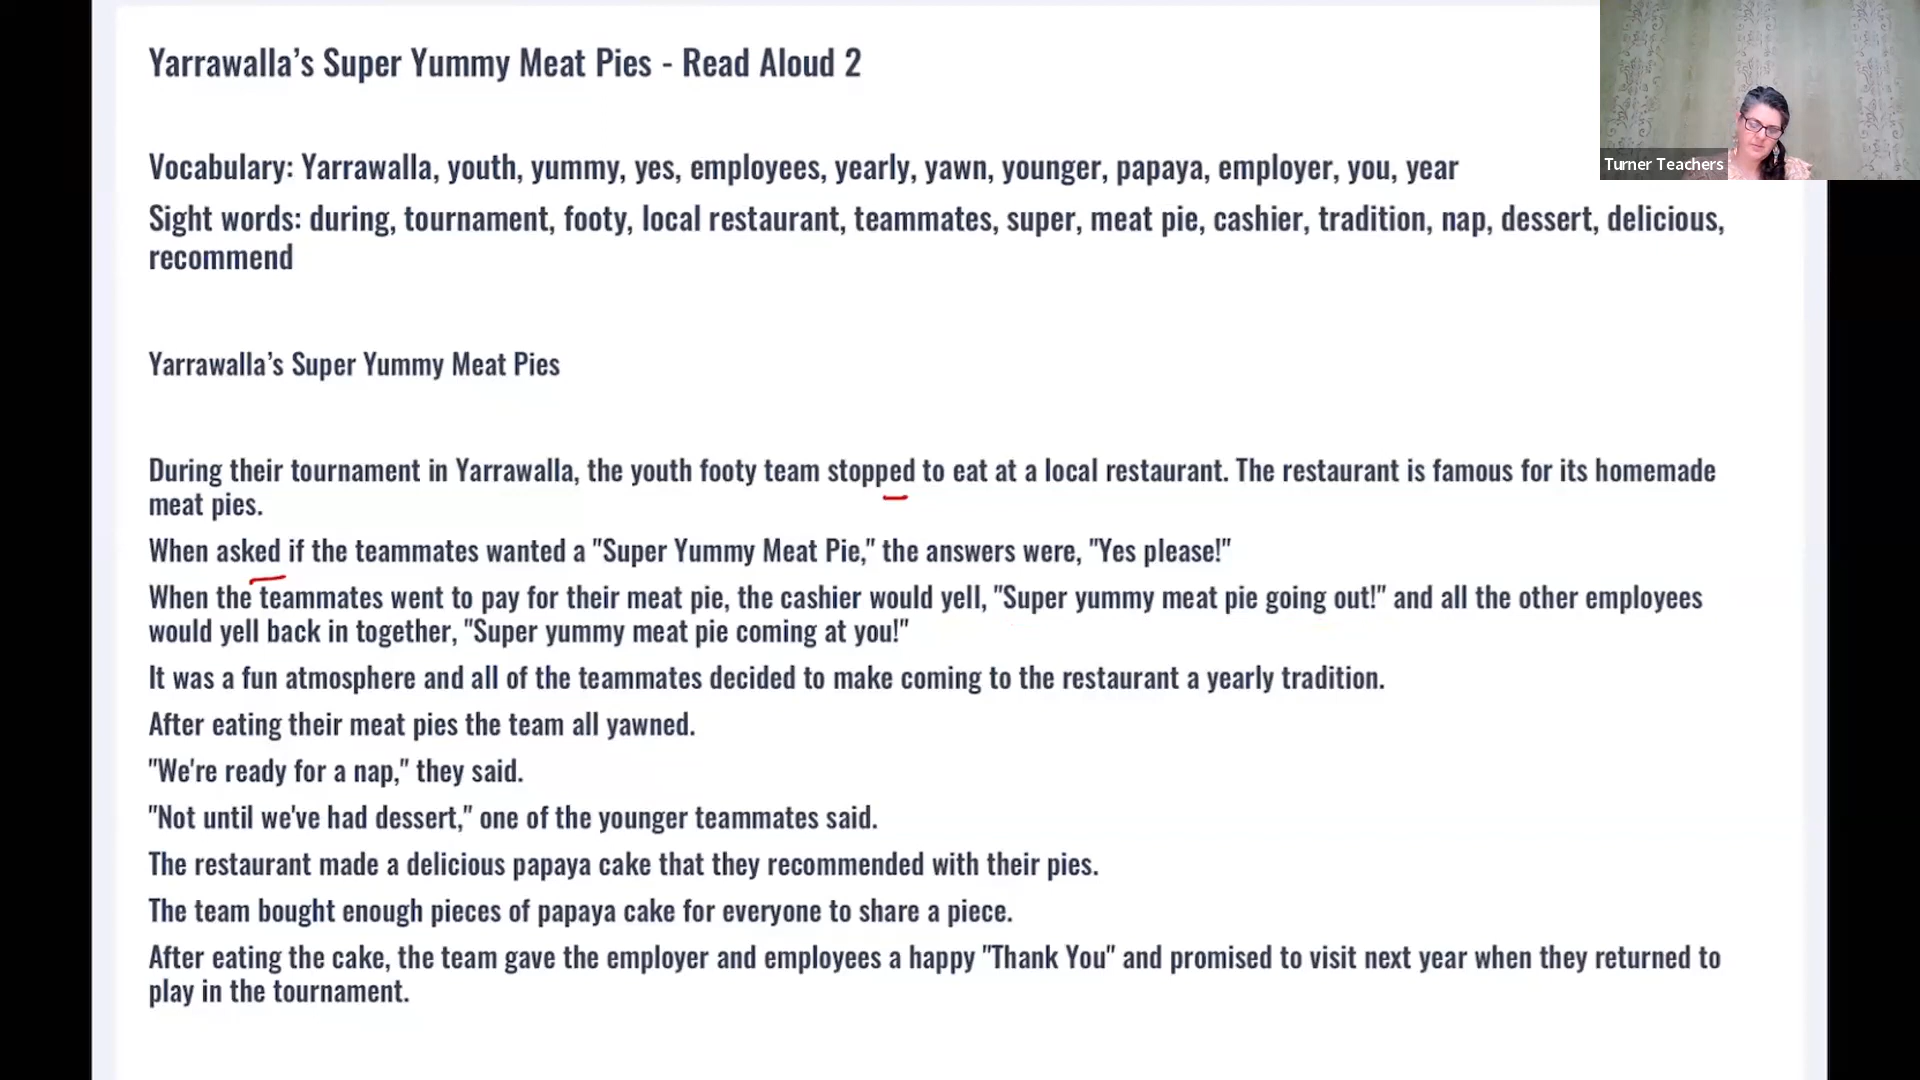 Yarrawalla’s Super Yummy Meat Pies - Read Aloud 2
Turner Teachers
Vocabulary: Yarrawalla, youth, yummy, yes, employees, yearly, yawn, younger, papaya, employer, you, year
Sight words: during, tournament, footy, local restaurant, teammates, super, meat pie, cashier, tradition, nap, dessert, delicious,
recommend
Yarrawalla’s Super Yummy Meat Pies
During their tournament in Yarrawalla, the youth footy team stopped to eat at a local restaurant. The restaurant is famous for its homemade
meat pies.
When asked if the teammates wanted a "Super Yummy Meat Pie," the answers were, "Yes please!"
When the teammates went to pay for their meat pie, the cashier would yell, "Super yummy meat pie going out!" and all the other employees
would yell back in together, "Super yummy meat pie coming at you!"
It was a fun atmosphere and all of the teammates decided to make coming to the restaurant a yearly tradition.
After eating their meat pies the team all yawned.
"We're ready for a nap," they said.
"Not until we've had dessert," one of the younger teammates said.
The restaurant made a delicious papaya cake that they recommended with their pies.
The team bought enough pieces of papaya cake for everyone to share a piece.
After eating the cake, the team gave the employer and employees a happy "Thank You" and promised to visit next year when they returned to
play in the tournament.